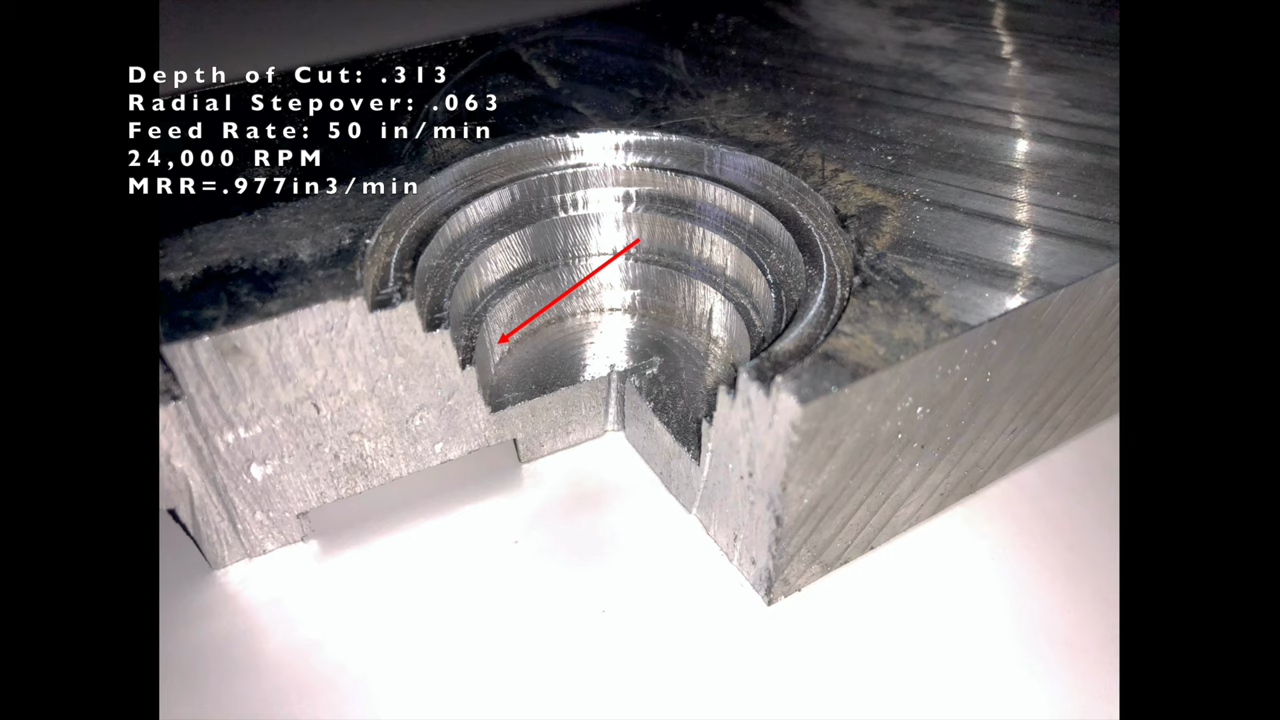 Depth of Cut: .313
Radial Stepover: .063
Feed Rate: 50 in/min
24,000 RPM
MRR=.977in3/min